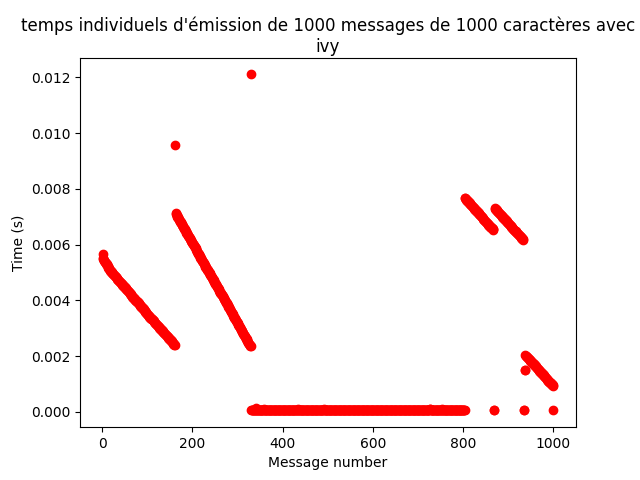 temps individuels d'émission de 1000 messages de 1000 caractères avec
ivy
0.012
0.010
0.008
0.006
0.004
0.002
0.000
Time (s)
0 200 400 600 800 1000
Message number